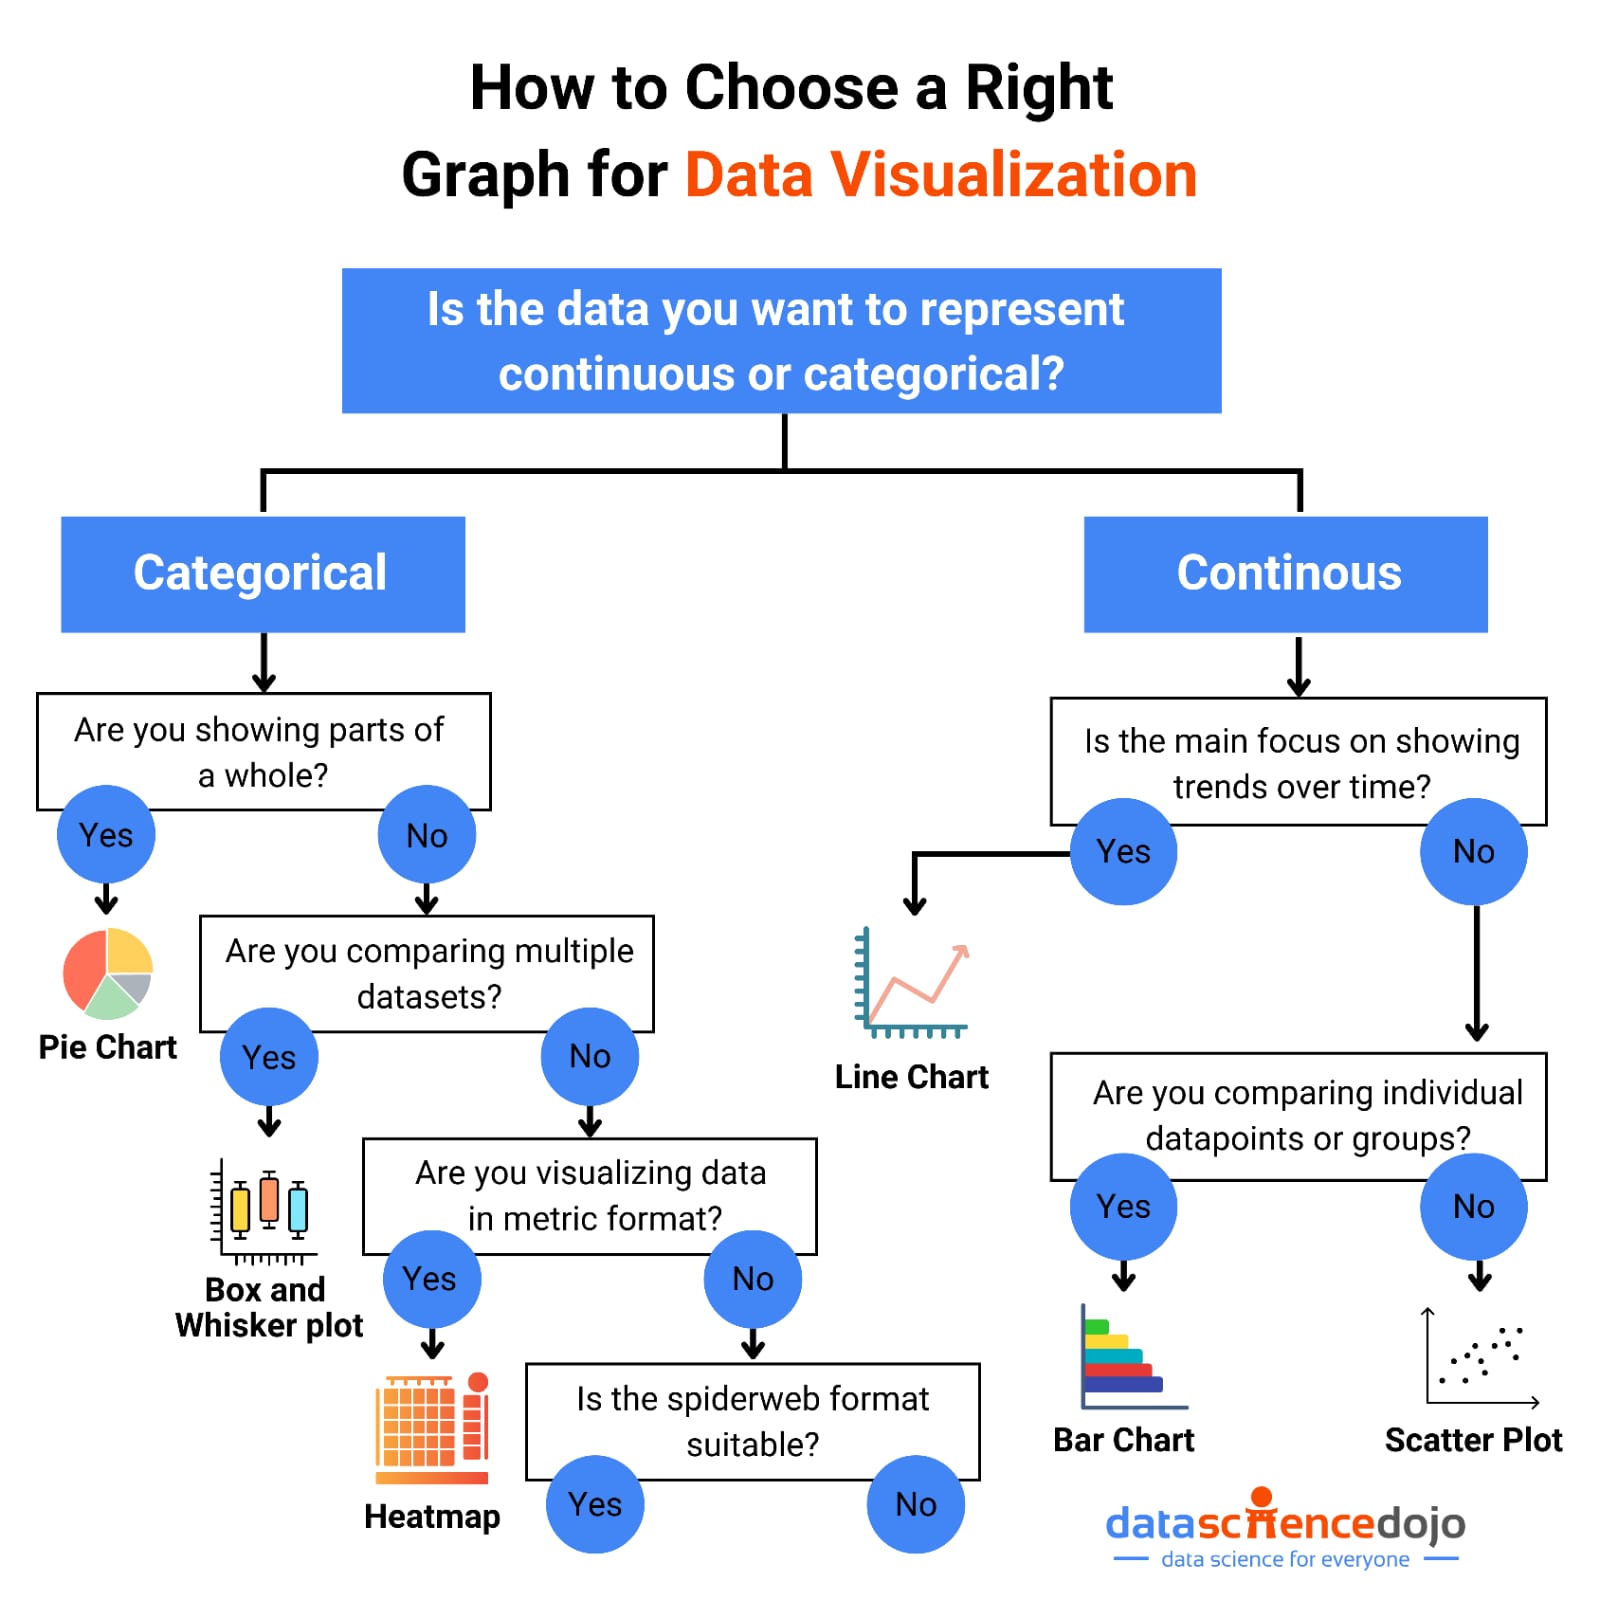 How to Choose a Right
Graph for Data Visualization
Is the data you want to represent
continuous or categorical?
Categorical
Are you showing parts of
a whole?
Yes
No
Pie Chart
Are you comparing multiple
datasets?
Yes
No
Box and
Whisker plot
Are you visualizing data
in metric format?
Yes
No
Heatmap
Is the spiderweb format
suitable?
Yes
No
Continous
Is the main focus on showing
trends over time?
Yes
No
Line Chart
Are you comparing individual
datapoints or groups?
Yes
No
Bar Chart
Scatter Plot
datasciencedojo
data science for everyone